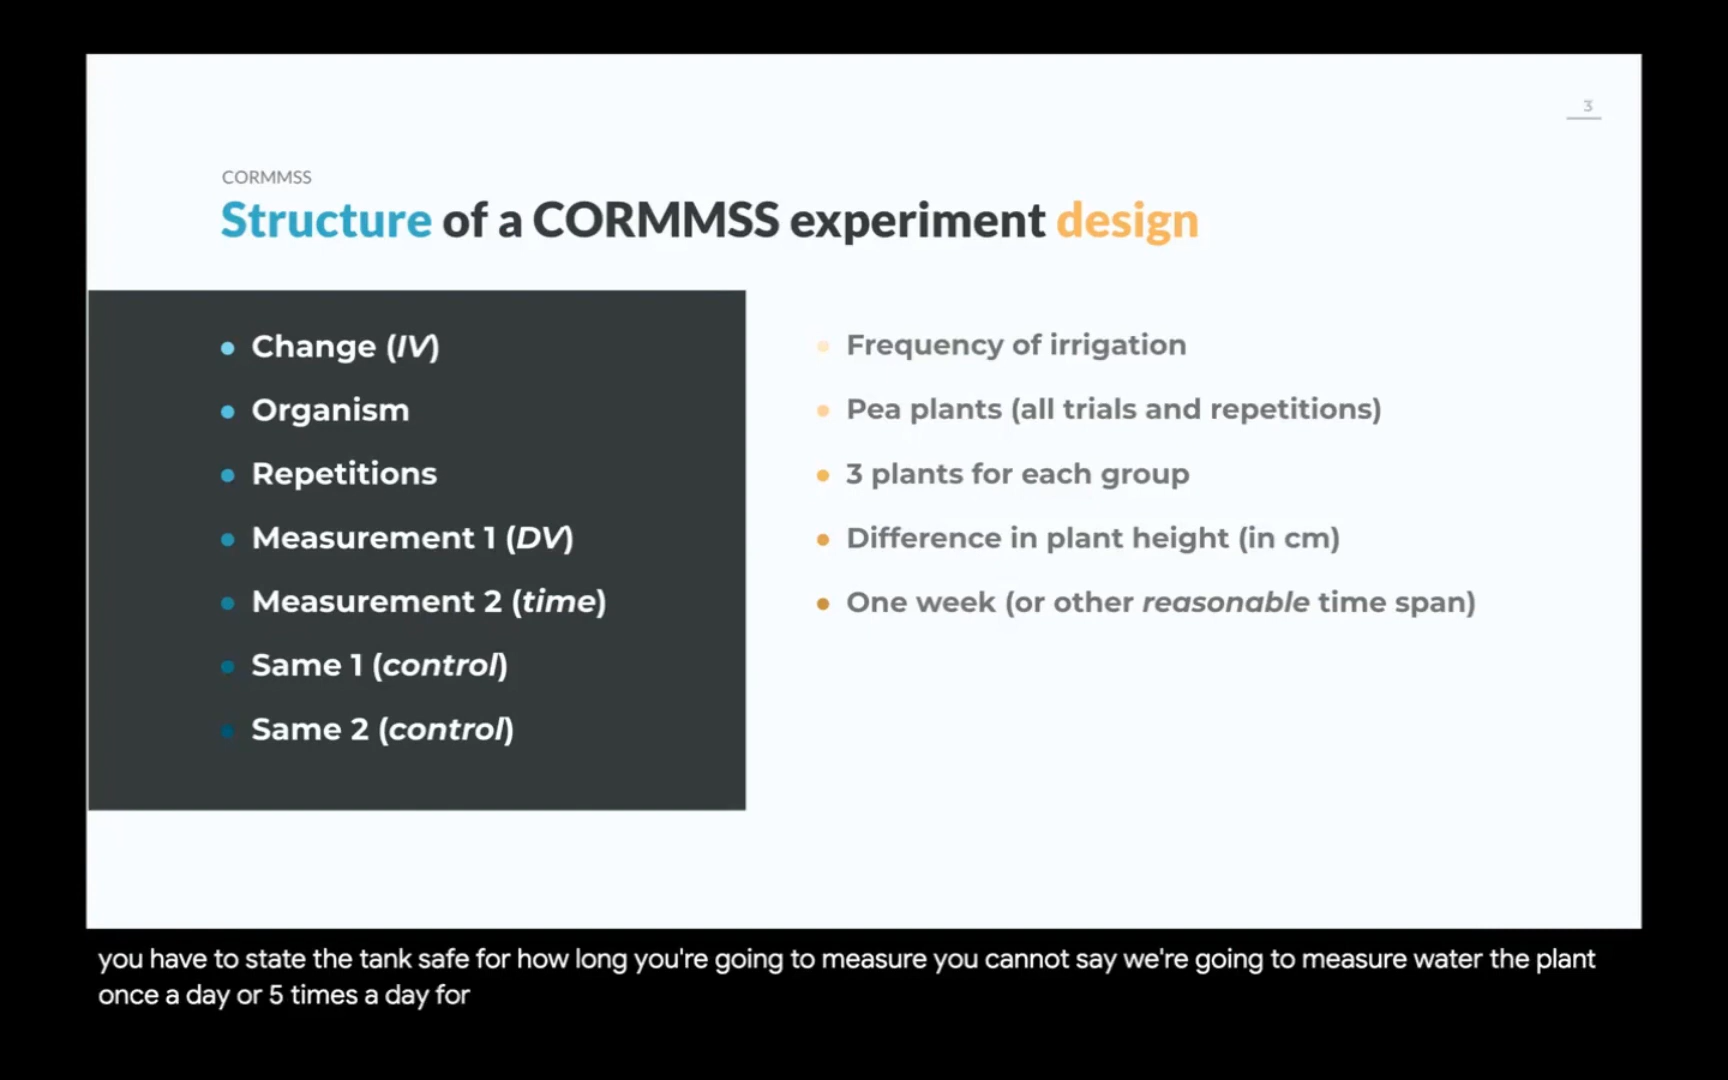 3
CORMMSS
Structure of a CORMMSS experiment design
Change (IV)
Organism
Repetitions
Measurement 1 (DV)
Measurement 2 (time)
Same 1 (control)
Same 2 (control)
Frequency of irrigation
Pea plants (all trials and repetitions)
3 plants for each group
Difference in plant height (in cm)
One week (or other reasonable time span)
you have to state the tank safe for how long you're going to measure you cannot say we're going to measure water the plant
once a day or 5 times a day for